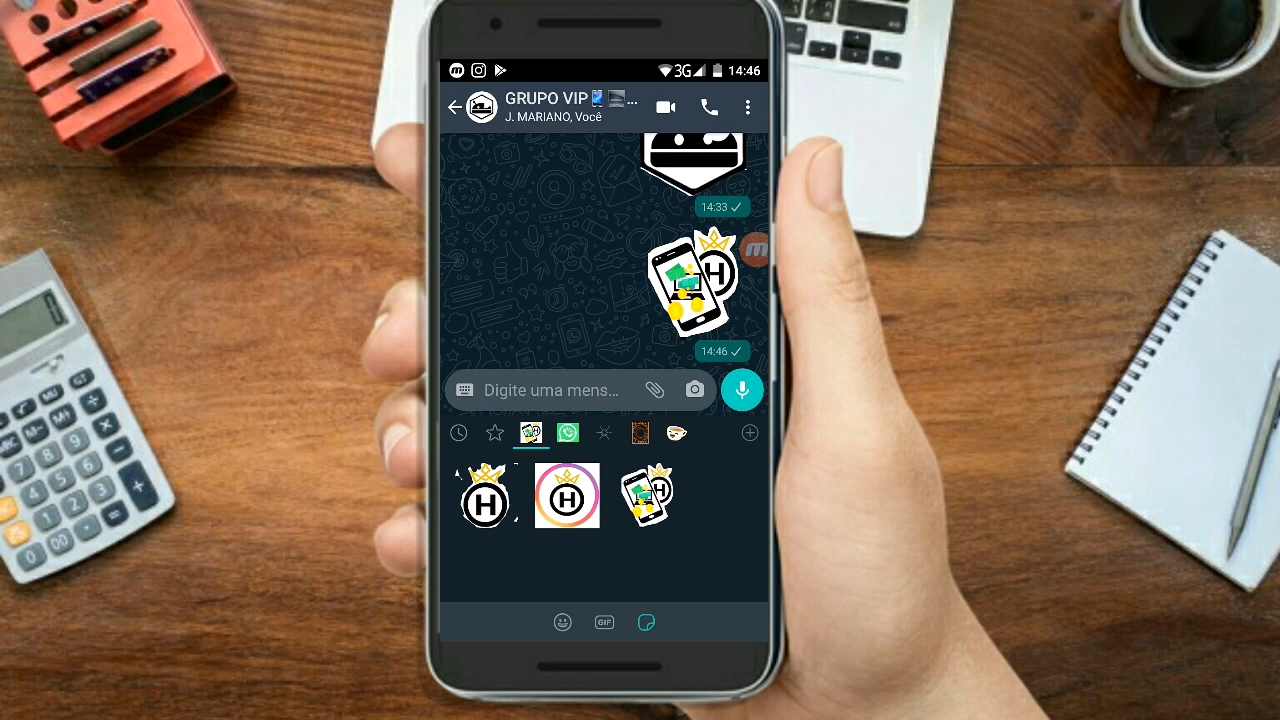 3G 14:46
GRUPO VIP📱💻...
J. MARIANO, Você
14:33
H
14:46
Digite uma mens...
H
H
H
GIF